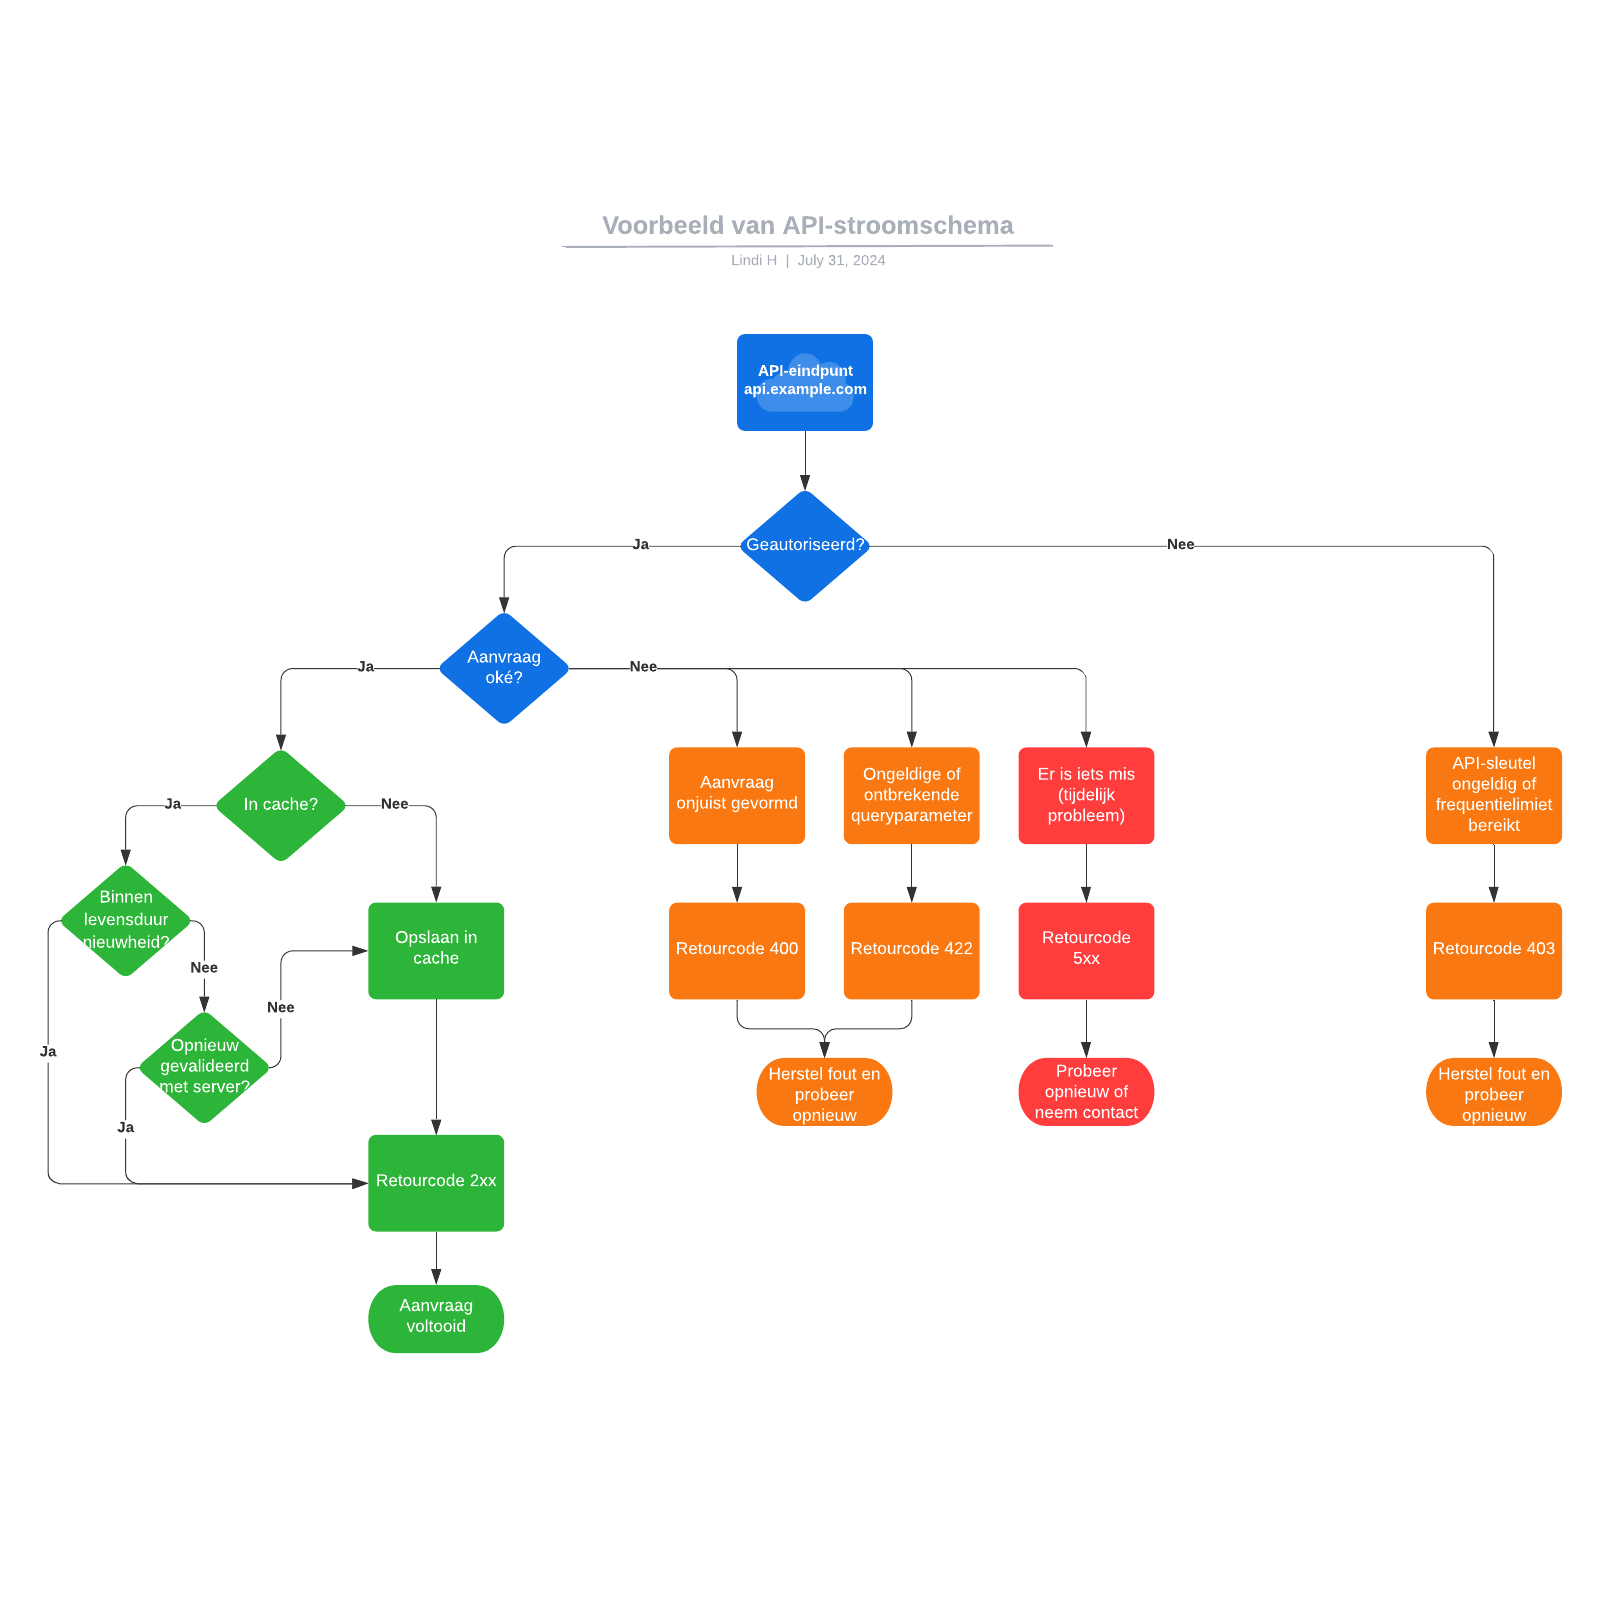 Voorbeeld van API-stroomschema
Lindi H | July 31, 2024
API-eindpunt
api.example.com
Geautoriseerd?
Ja
Nee
Aanvraag
oké?
Ja
Nee
In cache?
Ja
Nee
Aanvraag
onjuist gevormd
Ongeldige of
ontbrekende
queryparameter
Er is iets mis
(tijdelijk
probleem)
API-sleutel
ongeldig of
frequentielimiet
bereikt
Binnen
levensduur
nieuwheid?
Nee
Ja
Opslaan in
cache
Retourcode 400
Retourcode 422
Retourcode
5xx
Retourcode 403
Nee
Opnieuw
gevalideerd
met server?
Ja
Herstel fout en
probeer
opnieuw
Probeer
opnieuw of
neem contact
Herstel fout en
probeer
opnieuw
Retourcode 2xx
Aanvraag
voltooid